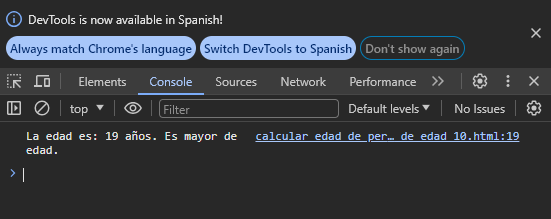 DevTools is now available in Spanish!
Always match Chrome's language Switch DevTools to Spanish Don't show again
Elements Console Sources Network Performance
top Filter Default levels No Issues
La edad es: 19 años. Es mayor de calcular edad de per… de edad 10.html:19
edad.